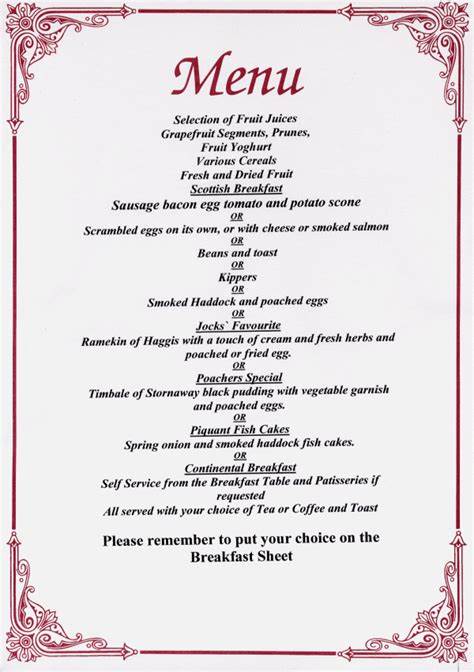 Menu
Selection of Fruit Juices
Grapefruit Segments, Prunes,
Fruit Yoghurt
Various Cereals
Fresh and Dried Fruit
Scottish Breakfast
Sausage bacon egg tomato and potato scone
OR
Scrambled eggs on its own, or with cheese or smoked salmon
OR
Beans and toast
OR
Kippers
OR
Smoked Haddock and poached eggs
OR
Jocks` Favourite
Ramekin of Haggis with a touch of cream and fresh herbs and
poached or fried egg.
OR
Poachers Special
Timbale of Stornaway black pudding with vegetable garnish
and poached eggs.
OR
Piquant Fish Cakes
Spring onion and smoked haddock fish cakes.
OR
Continental Breakfast
Self Service from the Breakfast Table and Patisseries if
requested
All served with your choice of Tea or Coffee and Toast
Please remember to put your choice on the
Breakfast Sheet